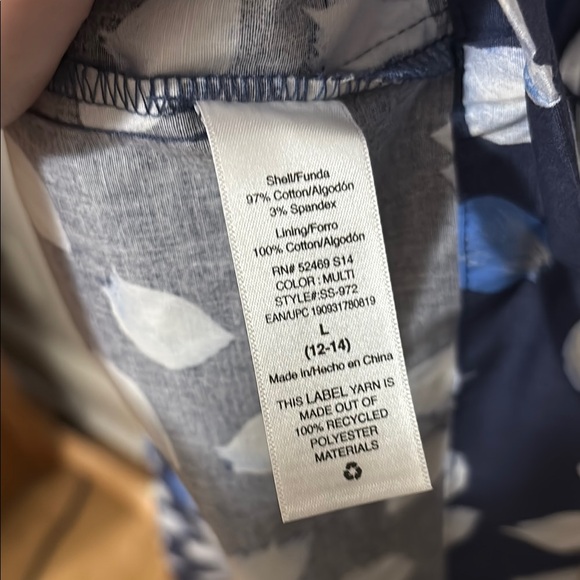 Shell/Funda
97% Cotton/Algodón
3% Spandex
Lining/Forro
100% Cotton/Algodón
RN# 52469 S14
COLOR : MULTI
STYLE#:SS-972
EAN/UPC 190931780819
L
(12-14)
Made in/Hecho en China
THIS LABEL YARN IS
MADE OUT OF
100% RECYCLED
POLYESTER
MATERIALS